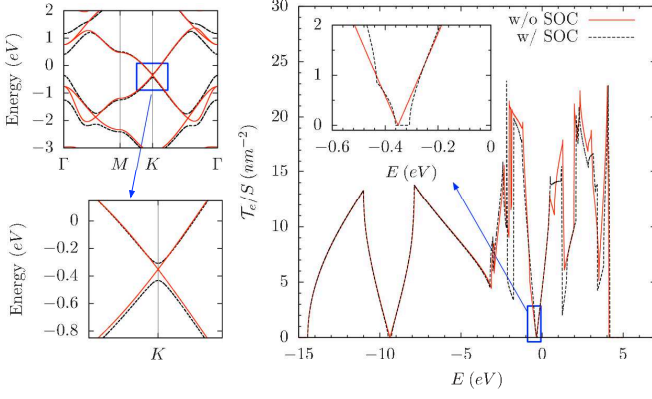 Energy (eV)
2
1
0
−1
−2
−3
Γ
M
K
Γ
Energy (eV)
0
−0.2
−0.4
−0.6
−0.8
K
𝒯e/S (nm⁻²)
30
25
20
15
10
5
0
−15
−10
−5
0
5
E (eV)
w/o SOC
w/ SOC
2
1
0
−0.6
−0.4
−0.2
0
E (eV)